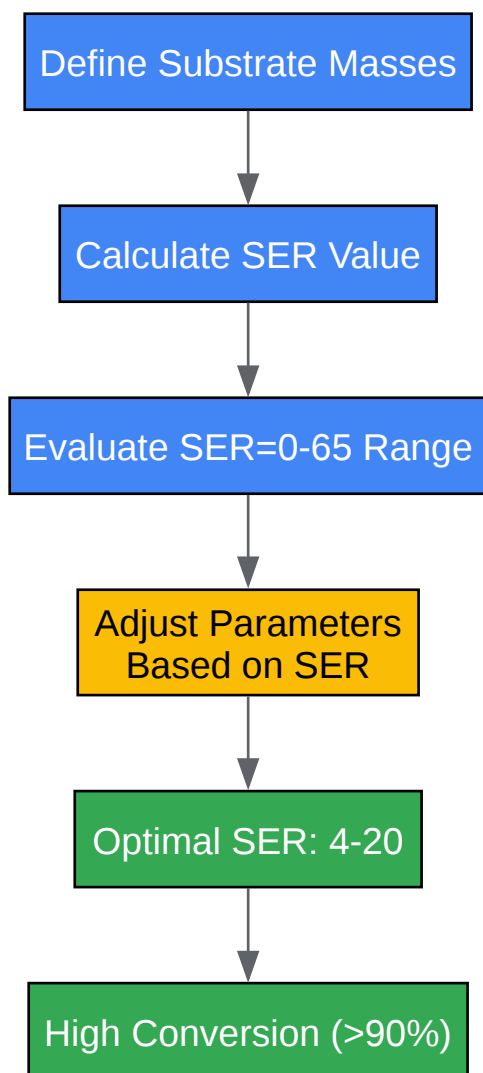 Define Substrate Masses
Calculate SER Value
Evaluate SER=0-65 Range
Adjust Parameters
Based on SER
Optimal SER: 4-20
High Conversion (>90%)